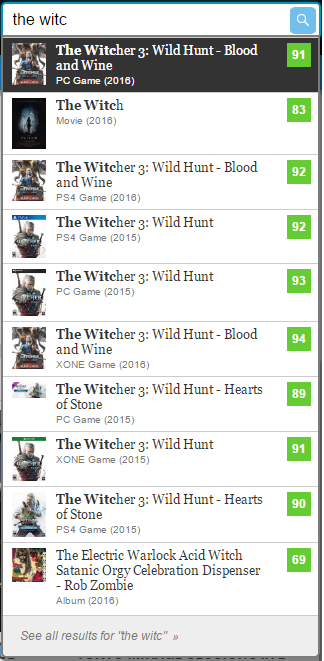 the witc
The Witcher 3: Wild Hunt - Blood
and Wine
PC Game (2016)
91
The Witch
Movie (2016)
83
The Witcher 3: Wild Hunt - Blood
and Wine
PS4 Game (2016)
92
The Witcher 3: Wild Hunt
PS4 Game (2015)
92
The Witcher 3: Wild Hunt
PC Game (2015)
93
The Witcher 3: Wild Hunt - Blood
and Wine
XONE Game (2016)
94
The Witcher 3: Wild Hunt - Hearts
of Stone
PC Game (2015)
89
The Witcher 3: Wild Hunt
XONE Game (2015)
91
The Witcher 3: Wild Hunt - Hearts
of Stone
PS4 Game (2015)
90
The Electric Warlock Acid Witch
Satanic Orgy Celebration Dispenser
- Rob Zombie
Album (2016)
69
See all results for "the witc" »